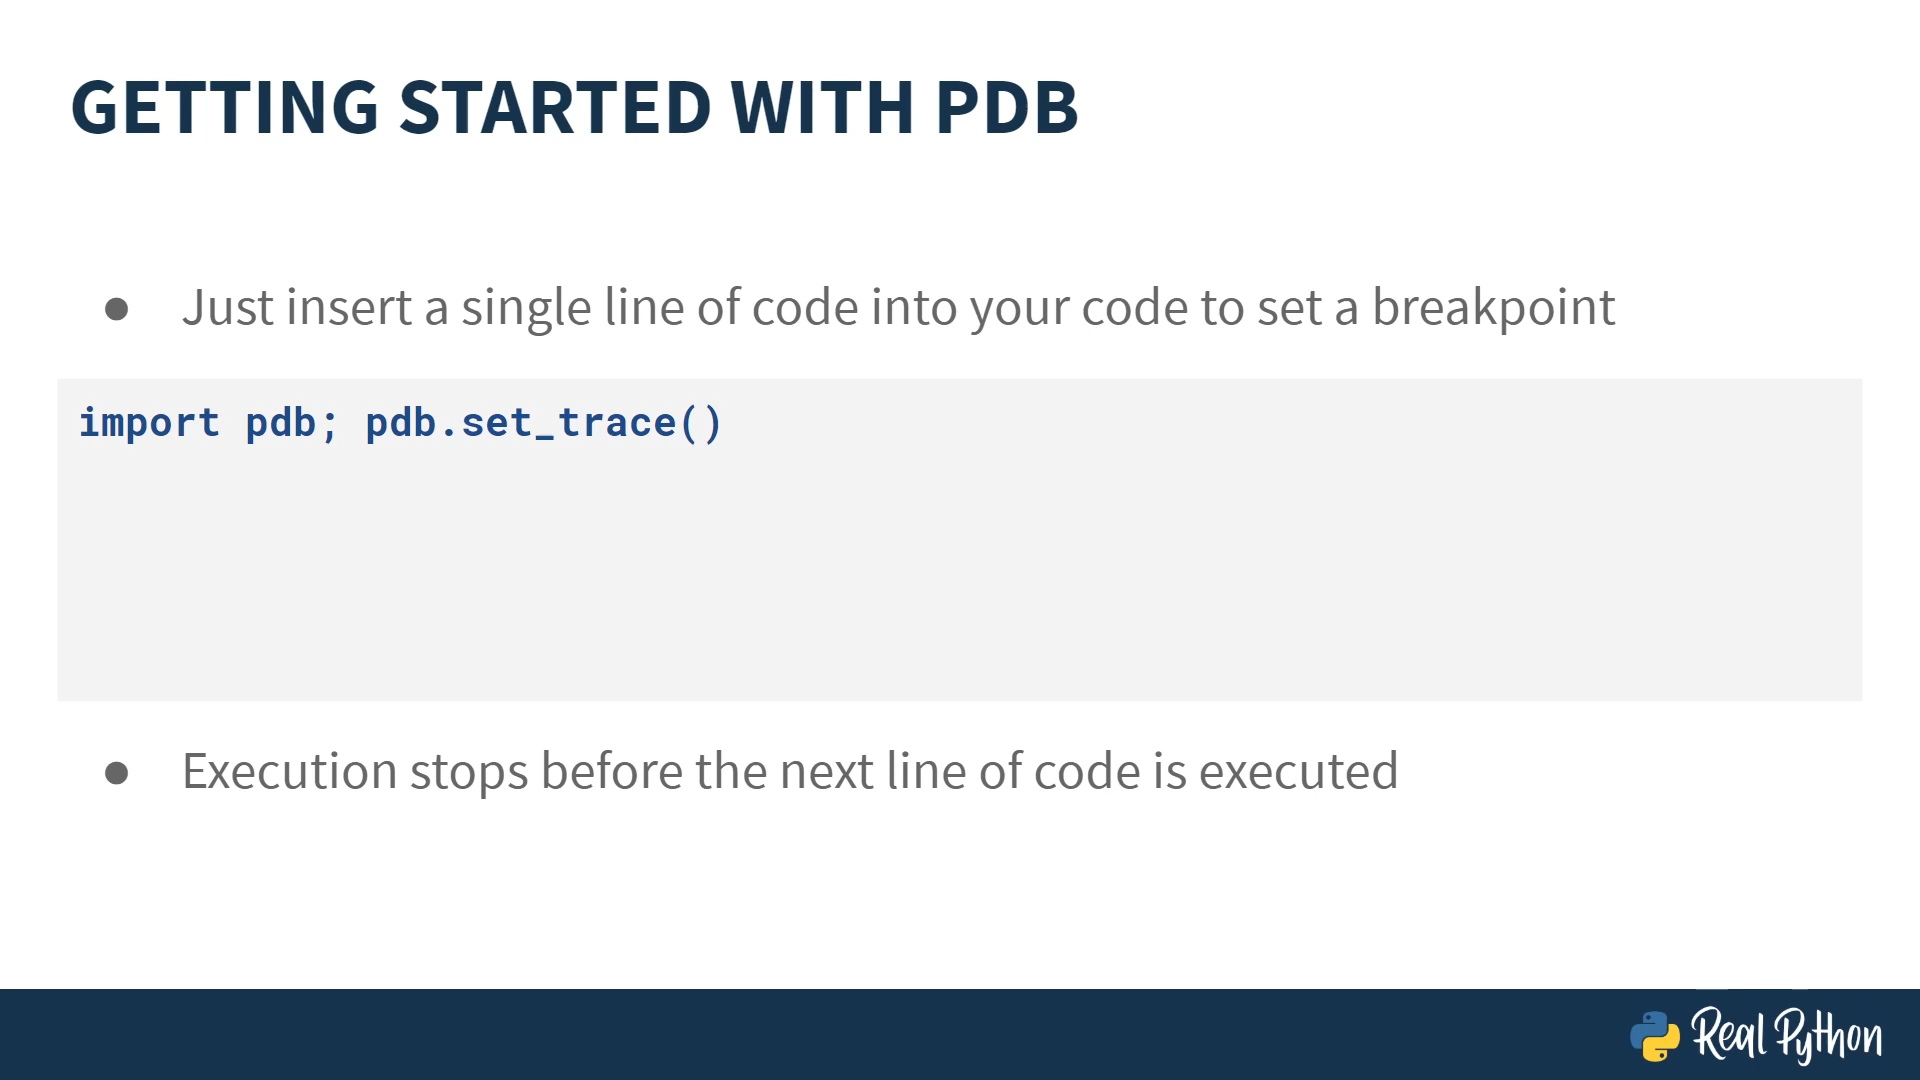 GETTING STARTED WITH PDB
● Just insert a single line of code into your code to set a breakpoint
import pdb; pdb.set_trace()
● Execution stops before the next line of code is executed
Real Python